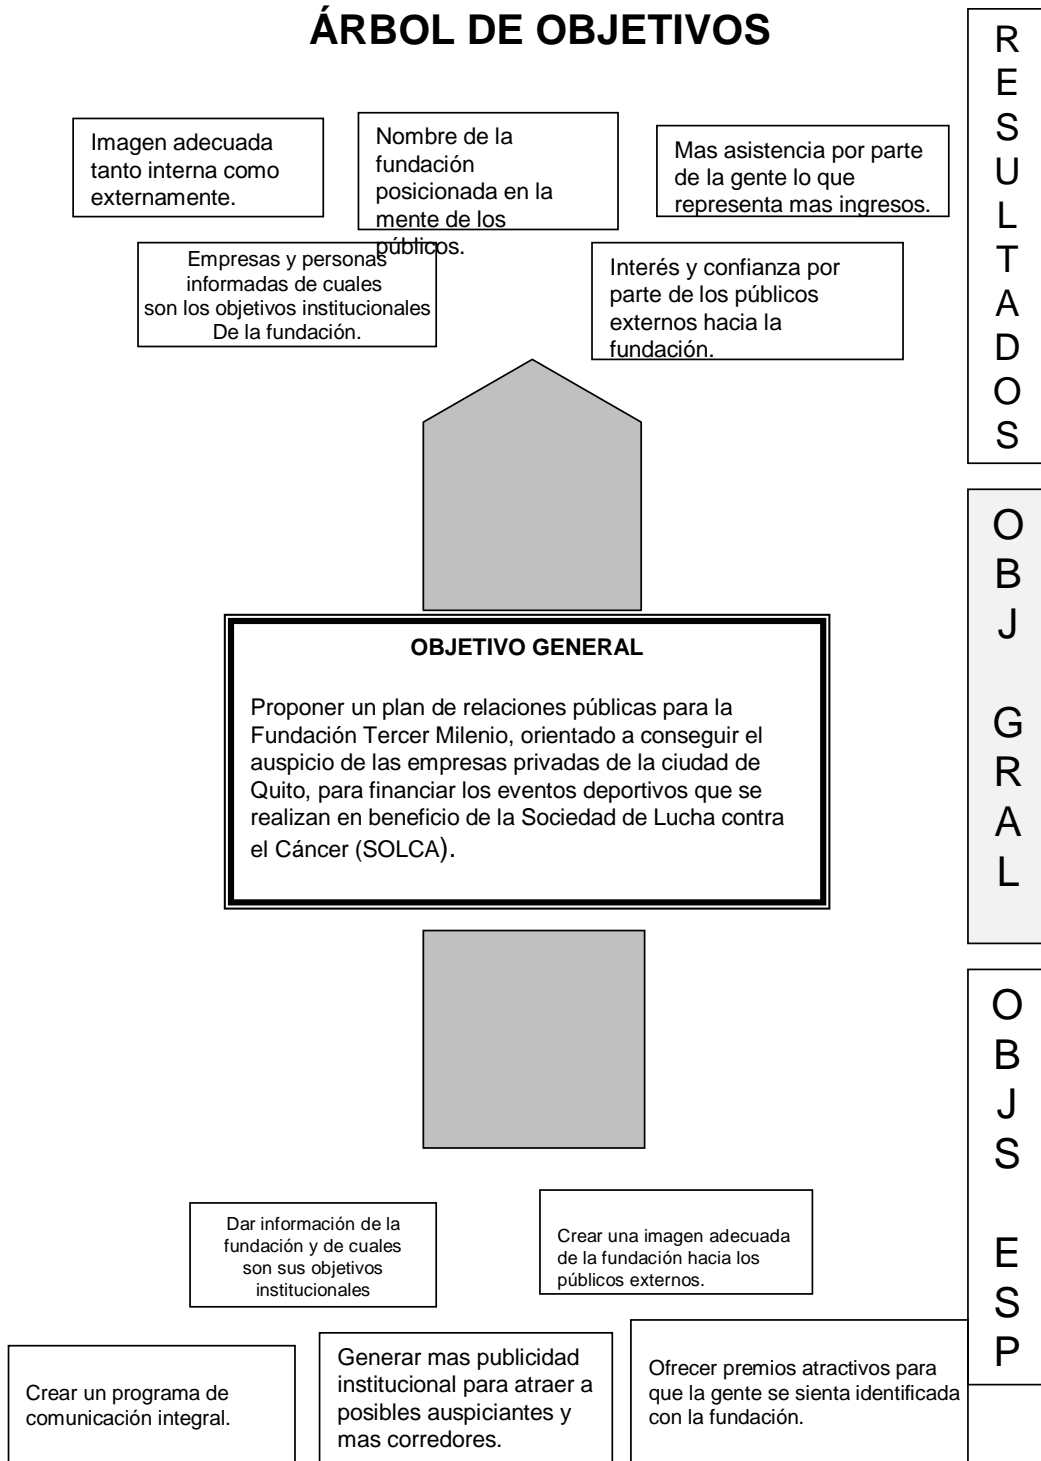 ÁRBOL DE OBJETIVOS
Imagen adecuada
tanto interna como
externamente.
Nombre de la
fundación
posicionada en la
mente de los
públicos.
Mas asistencia por parte
de la gente lo que
representa mas ingresos.
Empresas y personas
informadas de cuales
son los objetivos institucionales
De la fundación.
Interés y confianza por
parte de los públicos
externos hacia la
fundación.
R
E
S
U
L
T
A
D
O
S
OBJETIVO GENERAL
Proponer un plan de relaciones públicas para la
Fundación Tercer Milenio, orientado a conseguir el
auspicio de las empresas privadas de la ciudad de
Quito, para financiar los eventos deportivos que se
realizan en beneficio de la Sociedad de Lucha contra
el Cáncer (SOLCA).
O
B
J
G
R
A
L
Dar información de la
fundación y de cuales
son sus objetivos
institucionales
Crear una imagen adecuada
de la fundación hacia los
públicos externos.
Crear un programa de
comunicación integral.
Generar mas publicidad
institucional para atraer a
posibles auspiciantes y
mas corredores.
Ofrecer premios atractivos para
que la gente se sienta identificada
con la fundación.
O
B
J
S
E
S
P